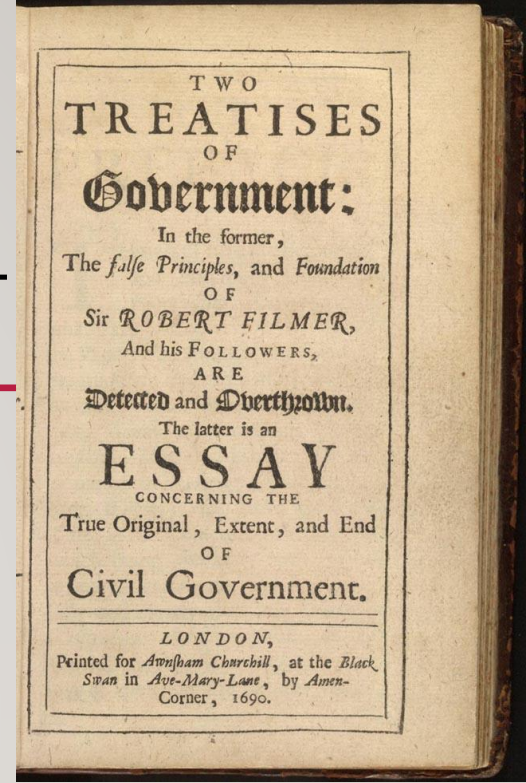 TWO
TREATISES
OF
Government:
In the former,
The false Principles, and Foundation
OF
Sir ROBERT FILMER,
And his FOLLOWERS,
ARE
Detected and Overthrown.
The latter is an
ESSAY
CONCERNING THE
True Original, Extent, and End
OF
Civil Government.
LONDON,
Printed for Awnsham Churchill, at the Black
Swan in Ave-Mary-Lane, by Amen-
Corner, 1690.